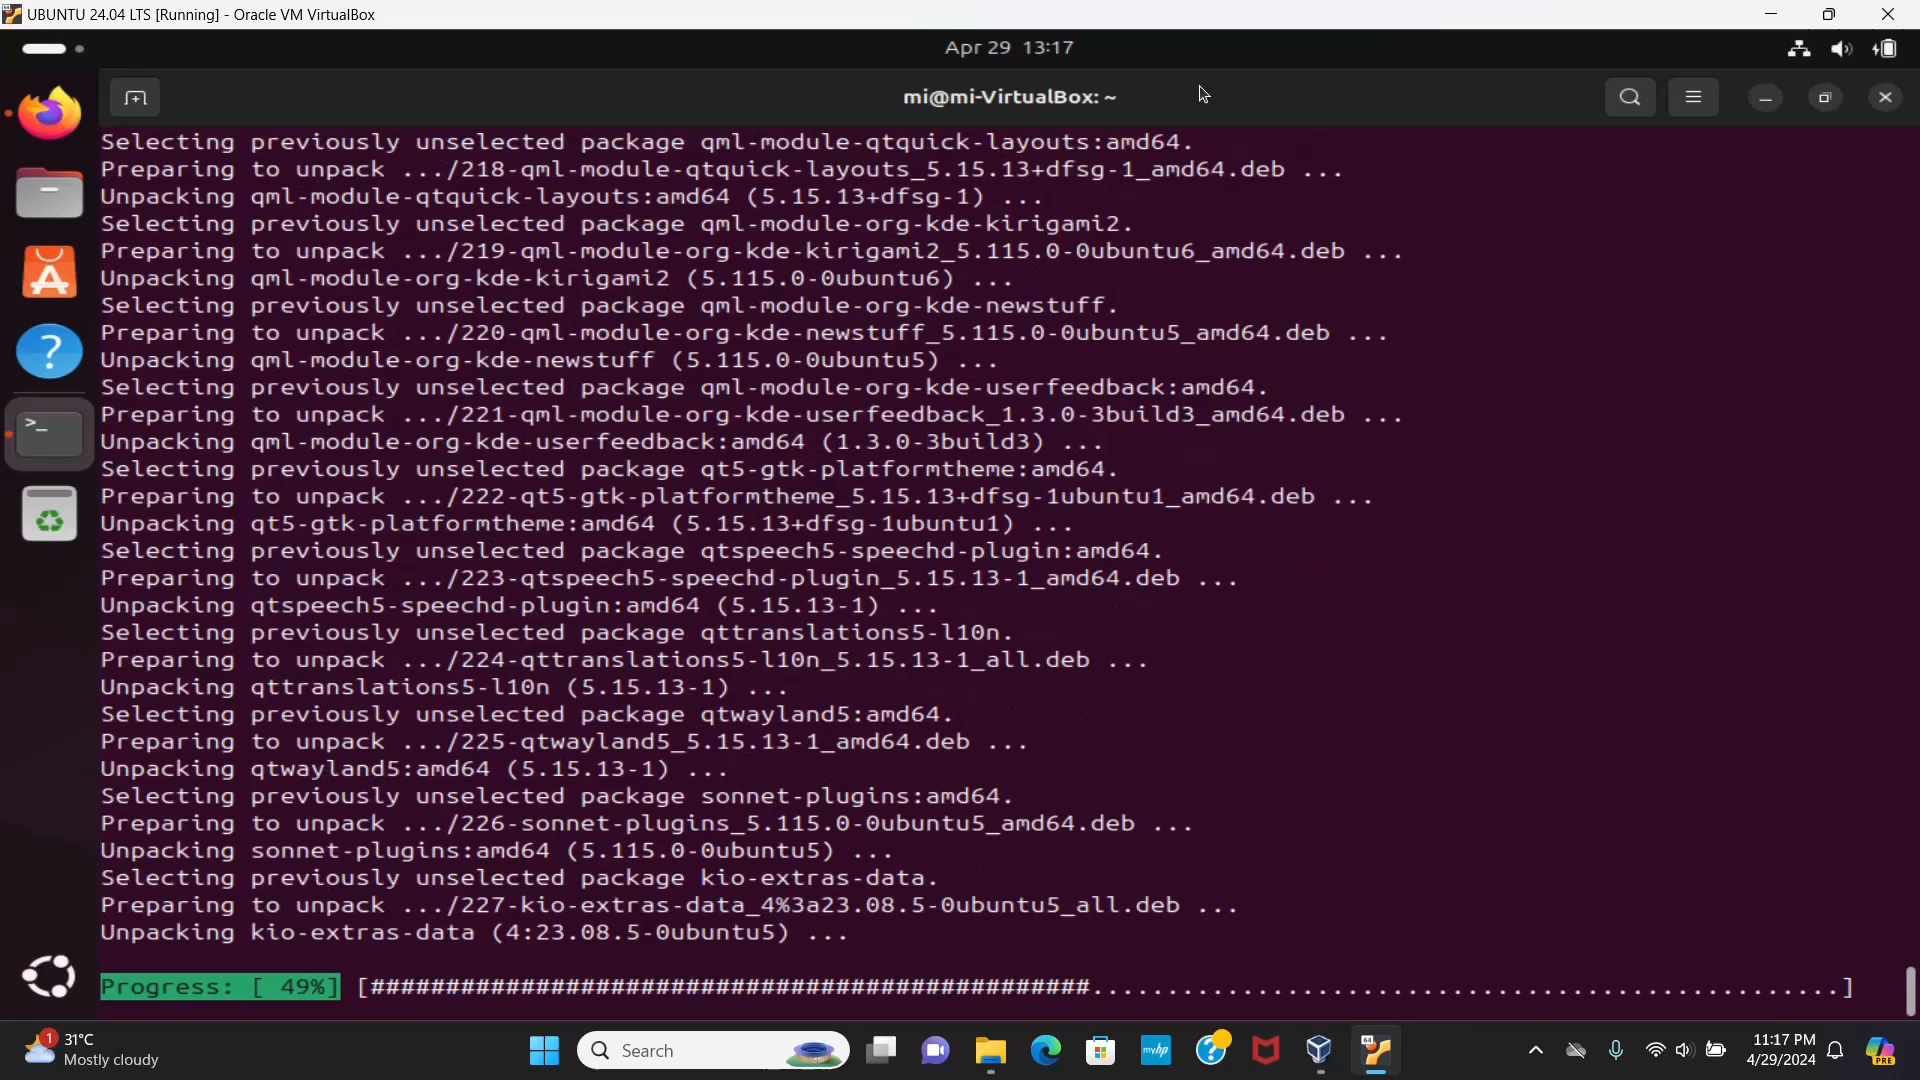 UBUNTU 24.04 LTS [Running] - Oracle VM VirtualBox
Apr 29 13:17
mi@mi-VirtualBox: ~
Selecting previously unselected package qml-module-qtquick-layouts:amd64.
Preparing to unpack .../218-qml-module-qtquick-layouts_5.15.13+dfsg-1_amd64.deb ...
Unpacking qml-module-qtquick-layouts:amd64 (5.15.13+dfsg-1) ...
Selecting previously unselected package qml-module-org-kde-kirigami2.
Preparing to unpack .../219-qml-module-org-kde-kirigami2_5.115.0-0ubuntu6_amd64.deb ...
Unpacking qml-module-org-kde-kirigami2 (5.115.0-0ubuntu6) ...
Selecting previously unselected package qml-module-org-kde-newstuff.
Preparing to unpack .../220-qml-module-org-kde-newstuff_5.115.0-0ubuntu5_amd64.deb ...
Unpacking qml-module-org-kde-newstuff (5.115.0-0ubuntu5) ...
Selecting previously unselected package qml-module-org-kde-userfeedback:amd64.
Preparing to unpack .../221-qml-module-org-kde-userfeedback_1.3.0-3build3_amd64.deb ...
Unpacking qml-module-org-kde-userfeedback:amd64 (1.3.0-3build3) ...
Selecting previously unselected package qt5-gtk-platformtheme:amd64.
Preparing to unpack .../222-qt5-gtk-platformtheme_5.15.13+dfsg-1ubuntu1_amd64.deb ...
Unpacking qt5-gtk-platformtheme:amd64 (5.15.13+dfsg-1ubuntu1) ...
Selecting previously unselected package qtspeech5-speechd-plugin:amd64.
Preparing to unpack .../223-qtspeech5-speechd-plugin_5.15.13-1_amd64.deb ...
Unpacking qtspeech5-speechd-plugin:amd64 (5.15.13-1) ...
Selecting previously unselected package qttranslations5-l10n.
Preparing to unpack .../224-qttranslations5-l10n_5.15.13-1_all.deb ...
Unpacking qttranslations5-l10n (5.15.13-1) ...
Selecting previously unselected package qtwayland5:amd64.
Preparing to unpack .../225-qtwayland5_5.15.13-1_amd64.deb ...
Unpacking qtwayland5:amd64 (5.15.13-1) ...
Selecting previously unselected package sonnet-plugins:amd64.
Preparing to unpack .../226-sonnet-plugins_5.115.0-0ubuntu5_amd64.deb ...
Unpacking sonnet-plugins:amd64 (5.115.0-0ubuntu5) ...
Selecting previously unselected package kio-extras-data.
Preparing to unpack .../227-kio-extras-data_4%3a23.08.5-0ubuntu5_all.deb ...
Unpacking kio-extras-data (4:23.08.5-0ubuntu5) ...
Progress: [ 49%] [################################################..................................................]
1
31°C
Mostly cloudy
Search
myhp
64
11:17 PM
4/29/2024
PRE